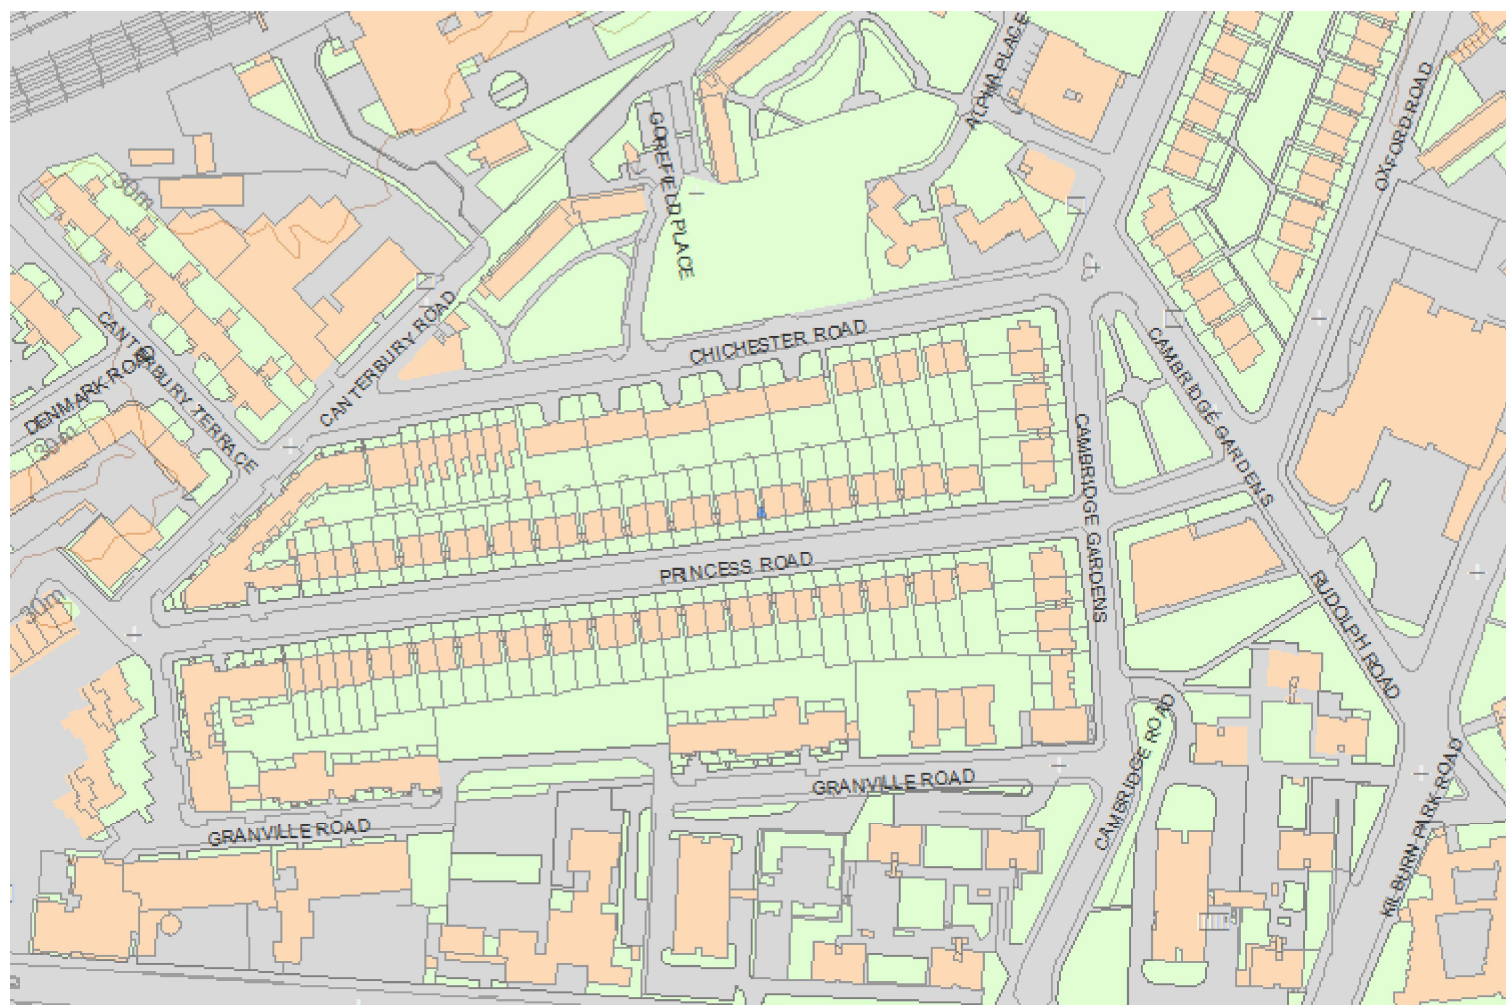 ALPHA PLACE
OXFORD ROAD
GOREFIELD PLACE
30m
CANTERBURY ROAD
CHICHESTER ROAD
CAMBRIDGE GARDENS
CANTERBURY TERRACE
DENMARK ROAD
30m
CAMBRIDGE GARDENS
PRINCESS ROAD
30m
RUDOLPH ROAD
CAMBRIDGE ROAD
GRANVILLE ROAD
GRANVILLE ROAD
KILBURN PARK ROAD